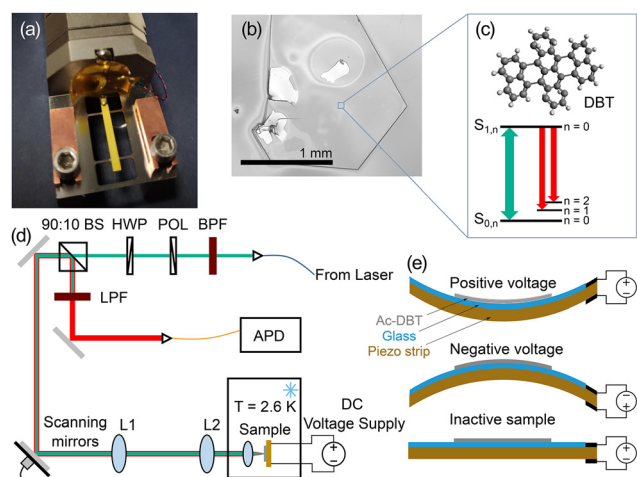 (a)
(b)
1 mm
(c)
DBT
S1,n
n = 0
n = 2
n = 1
S0,n
n = 0
(d)
90:10 BS
HWP
POL
BPF
From Laser
LPF
APD
Scanning
mirrors
L1
L2
T = 2.6 K
Sample
DC
Voltage Supply
(e)
Positive voltage
Ac-DBT
Glass
Piezo strip
Negative voltage
Inactive sample